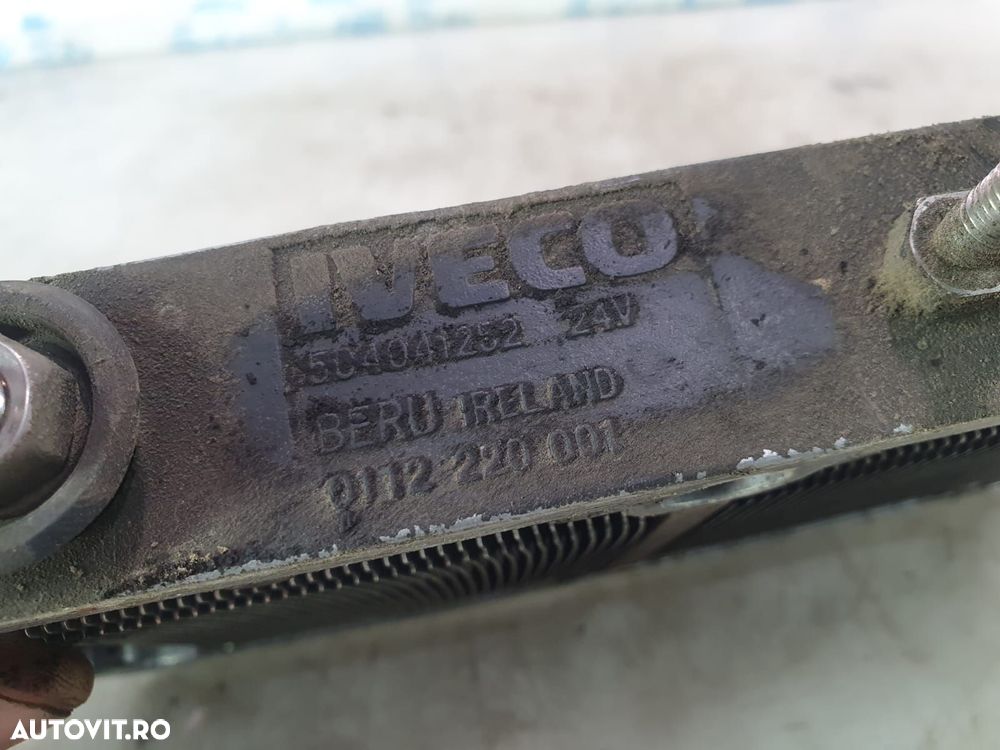 IVECO
504041252 24V
BERU IRELAND
0112 220 001
AUTOVIT.RO